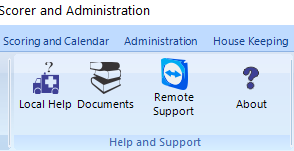 Scorer and Administration
Scoring and Calendar Administration House Keeping
Local Help Documents Remote Support About
Help and Support